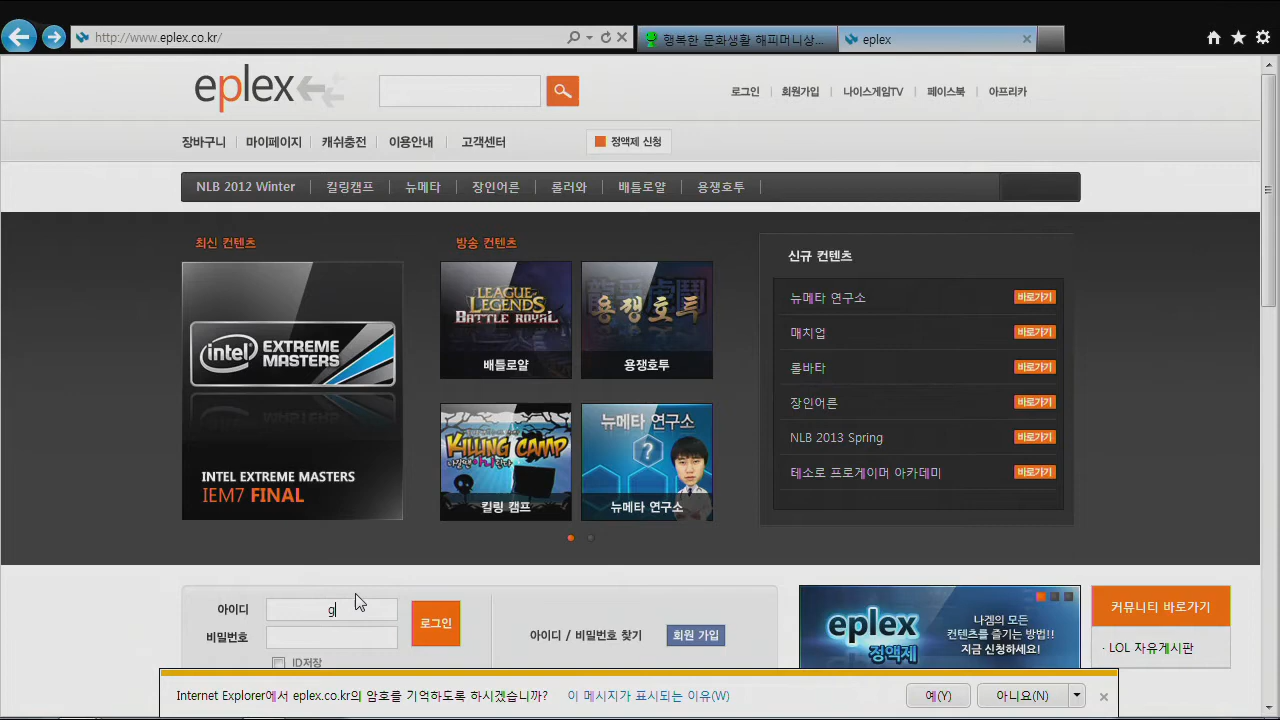 http://www.eplex.co.kr/
행복한 문화생활 해피머니상...
eplex
eplex
로그인 회원가입 나이스게임TV 페이스북 아프리카
장바구니 마이페이지 캐쉬충전 이용안내 고객센터 정액제 신청
NLB 2012 Winter 킬링캠프 뉴메타 장인어른 롤러와 배틀로얄 용쟁호투
최신 컨텐츠
intel EXTREME MASTERS
INTEL EXTREME MASTERS
IEM7 FINAL
방송 컨텐츠
LEAGUE of LEGENDS
BATTLE ROYAL
배틀로얄
용쟁호투
용쟁호투
KILLING CAMP
킬링 캠프
뉴메타 연구소
?
뉴메타 연구소
신규 컨텐츠
뉴메타 연구소 바로가기
매치업 바로가기
롤바타 바로가기
장인어른 바로가기
NLB 2013 Spring 바로가기
테소로 프로게이머 아카데미 바로가기
아이디 g
비밀번호
로그인
ID저장
아이디 / 비밀번호 찾기 회원 가입
eplex
정액제
나겜의 모든
컨텐츠를 즐기는 방법!!
지금 신청하세요!
커뮤니티 바로가기
· LOL 자유게시판
Internet Explorer에서 eplex.co.kr의 암호를 기억하도록 하시겠습니까? 이 메시지가 표시되는 이유(W) 예(Y) 아니요(N)